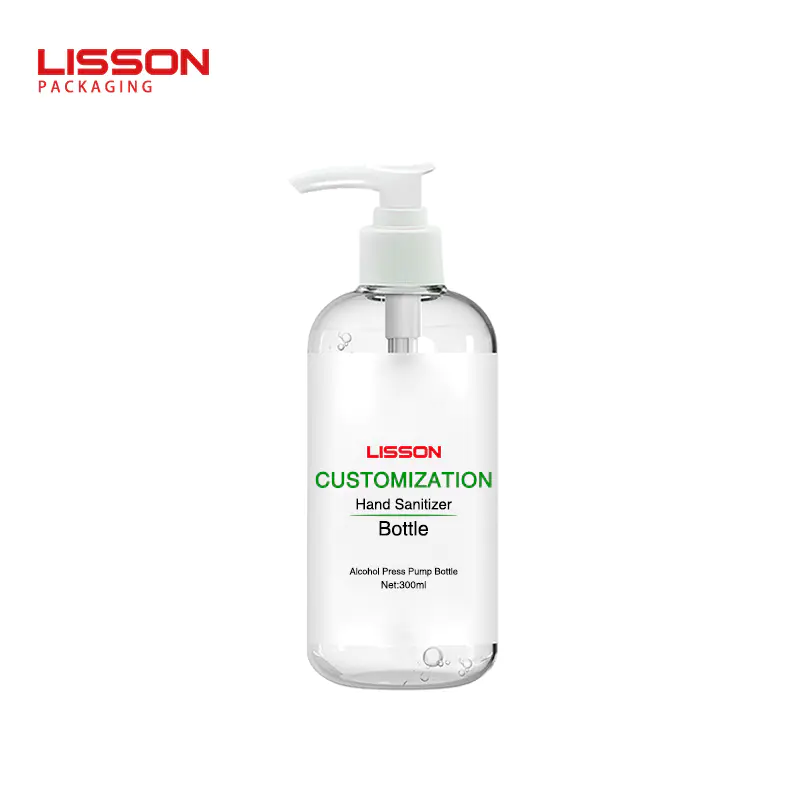 LISSON
PACKAGING
LISSON
CUSTOMIZATION
Hand Sanitizer
Bottle
Alcohol Press Pump Bottle
Net:300ml